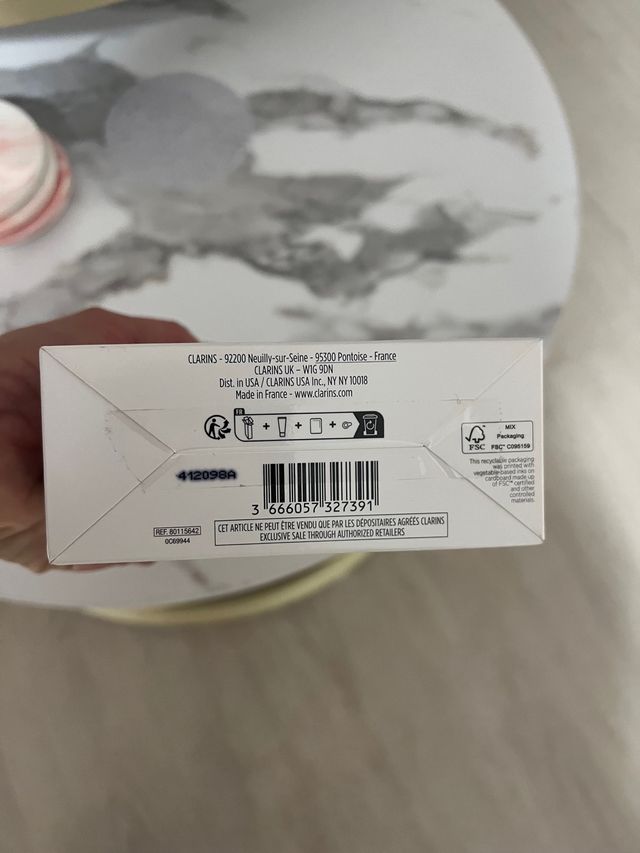 CLARINS - 92200 Neuilly-sur-Seine - 95300 Pontoise - France
CLARINS UK – W1G 9DN
Dist. in USA / CLARINS USA Inc., NY NY 10018
Made in France - www.clarins.com
FR
+ + +
FSC
MIX
Packaging
FSC® C095159
This recyclable packaging
was printed with
vegetable-based inks on
cardboard made up
of FSC™ certified
and other
controlled
materials.
412098A
3 666057 327391
REF. 80115642
0C69944
CET ARTICLE NE PEUT ÊTRE VENDU QUE PAR LES DÉPOSITAIRES AGRÉÉS CLARINS
EXCLUSIVE SALE THROUGH AUTHORIZED RETAILERS